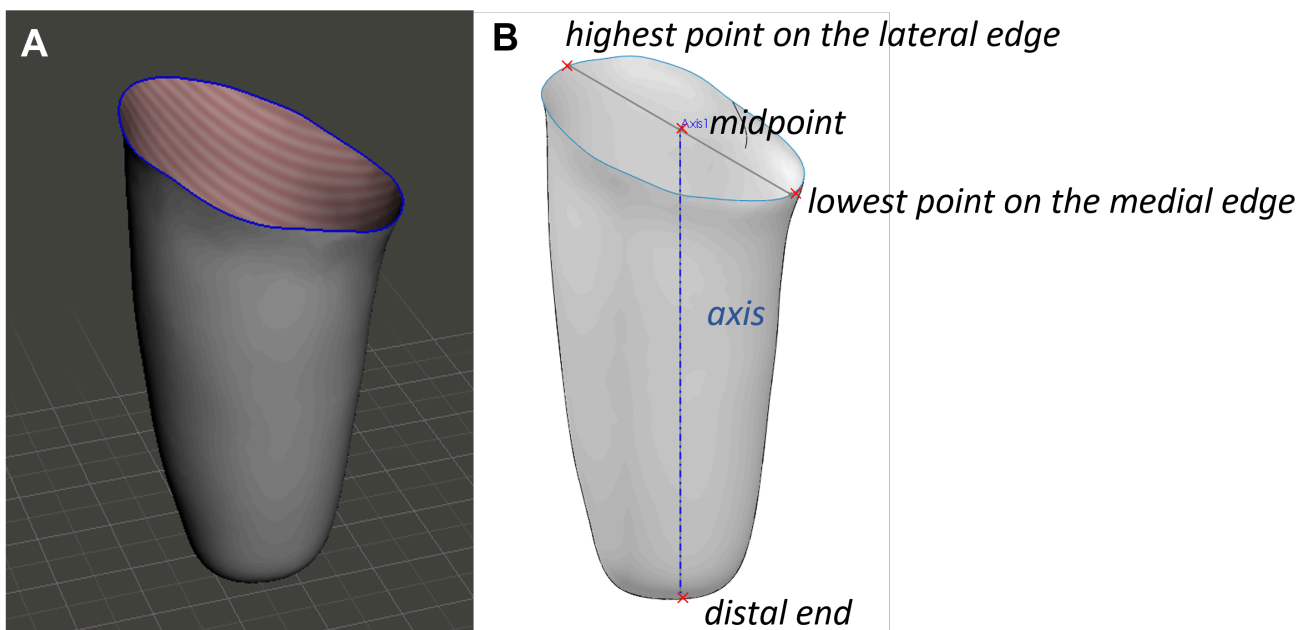 A
B
highest point on the lateral edge
Axis1
midpoint
lowest point on the medial edge
axis
distal end